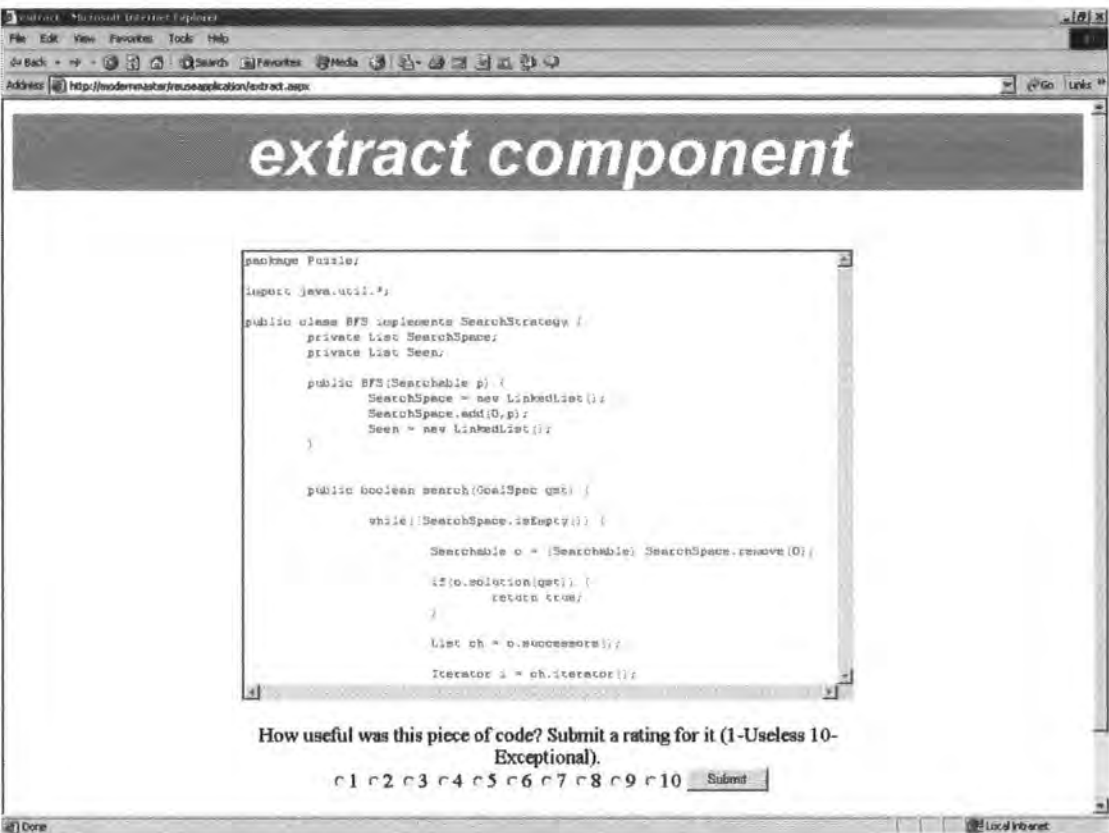 extract - Microsoft Internet Explorer
File Edit View Favorites Tools Help
Back Search Favorites Media
Address http://modernmaster/reuseapplication/extract.aspx Go Links »
extract component
package Puzzle;
import java.util.*;
public class BFS implements SearchStrategy {
private List SearchSpace;
private List Seen;
public BFS(Searchable p) {
SearchSpace = new LinkedList();
SearchSpace.add(0,p);
Seen = new LinkedList();
}
public boolean search(GoalSpec gmt) {
while(!SearchSpace.isEmpty()) {
Searchable o = (Searchable) SearchSpace.remove(0);
if(o.solution(gmt)) {
return true;
}
List ch = o.successors();
Iterator i = ch.iterator();
How useful was this piece of code? Submit a rating for it (1-Useless 10-
Exceptional).
1 2 3 4 5 6 7 8 9 10 Submit
Done Local intranet